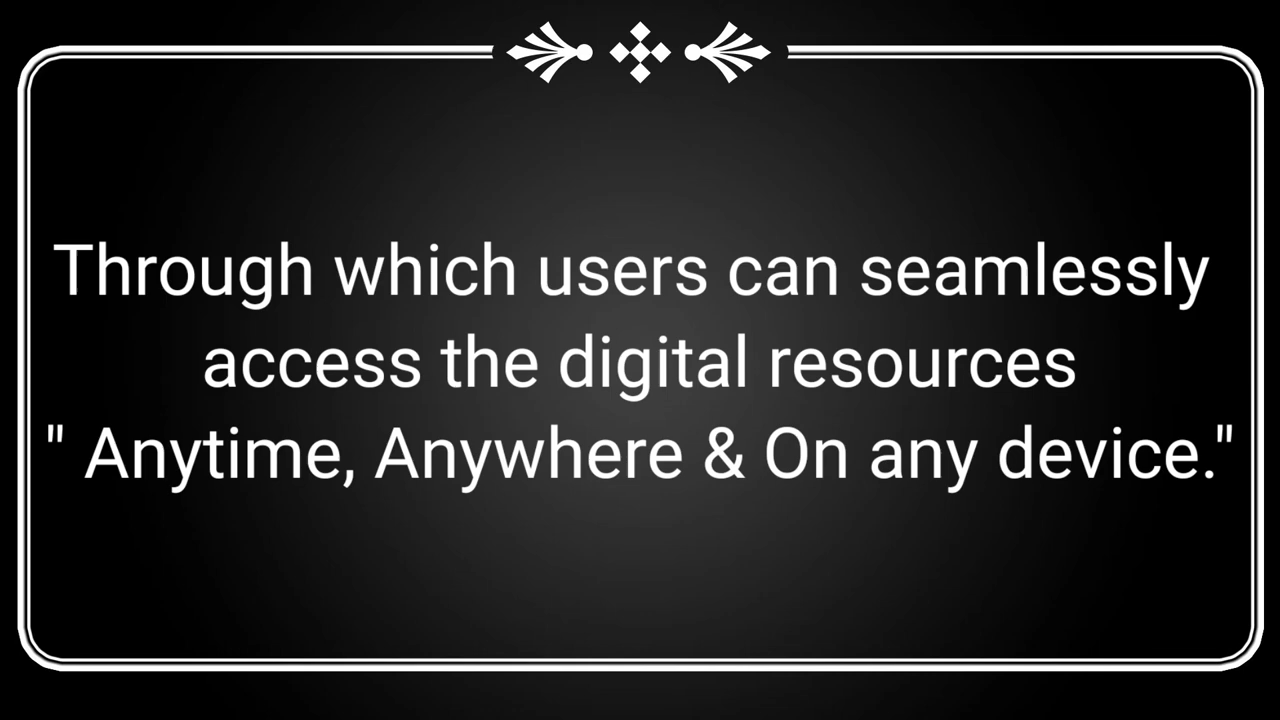 Through which users can seamlessly
access the digital resources
" Anytime, Anywhere & On any device."